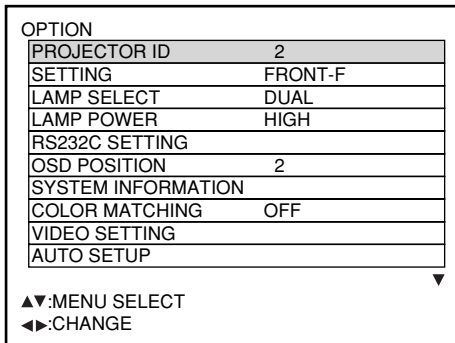 OPTION
PROJECTOR ID 2
SETTING FRONT-F
LAMP SELECT DUAL
LAMP POWER HIGH
RS232C SETTING
OSD POSITION 2
SYSTEM INFORMATION
COLOR MATCHING OFF
VIDEO SETTING
AUTO SETUP
▼
▲▼:MENU SELECT
◀▶:CHANGE